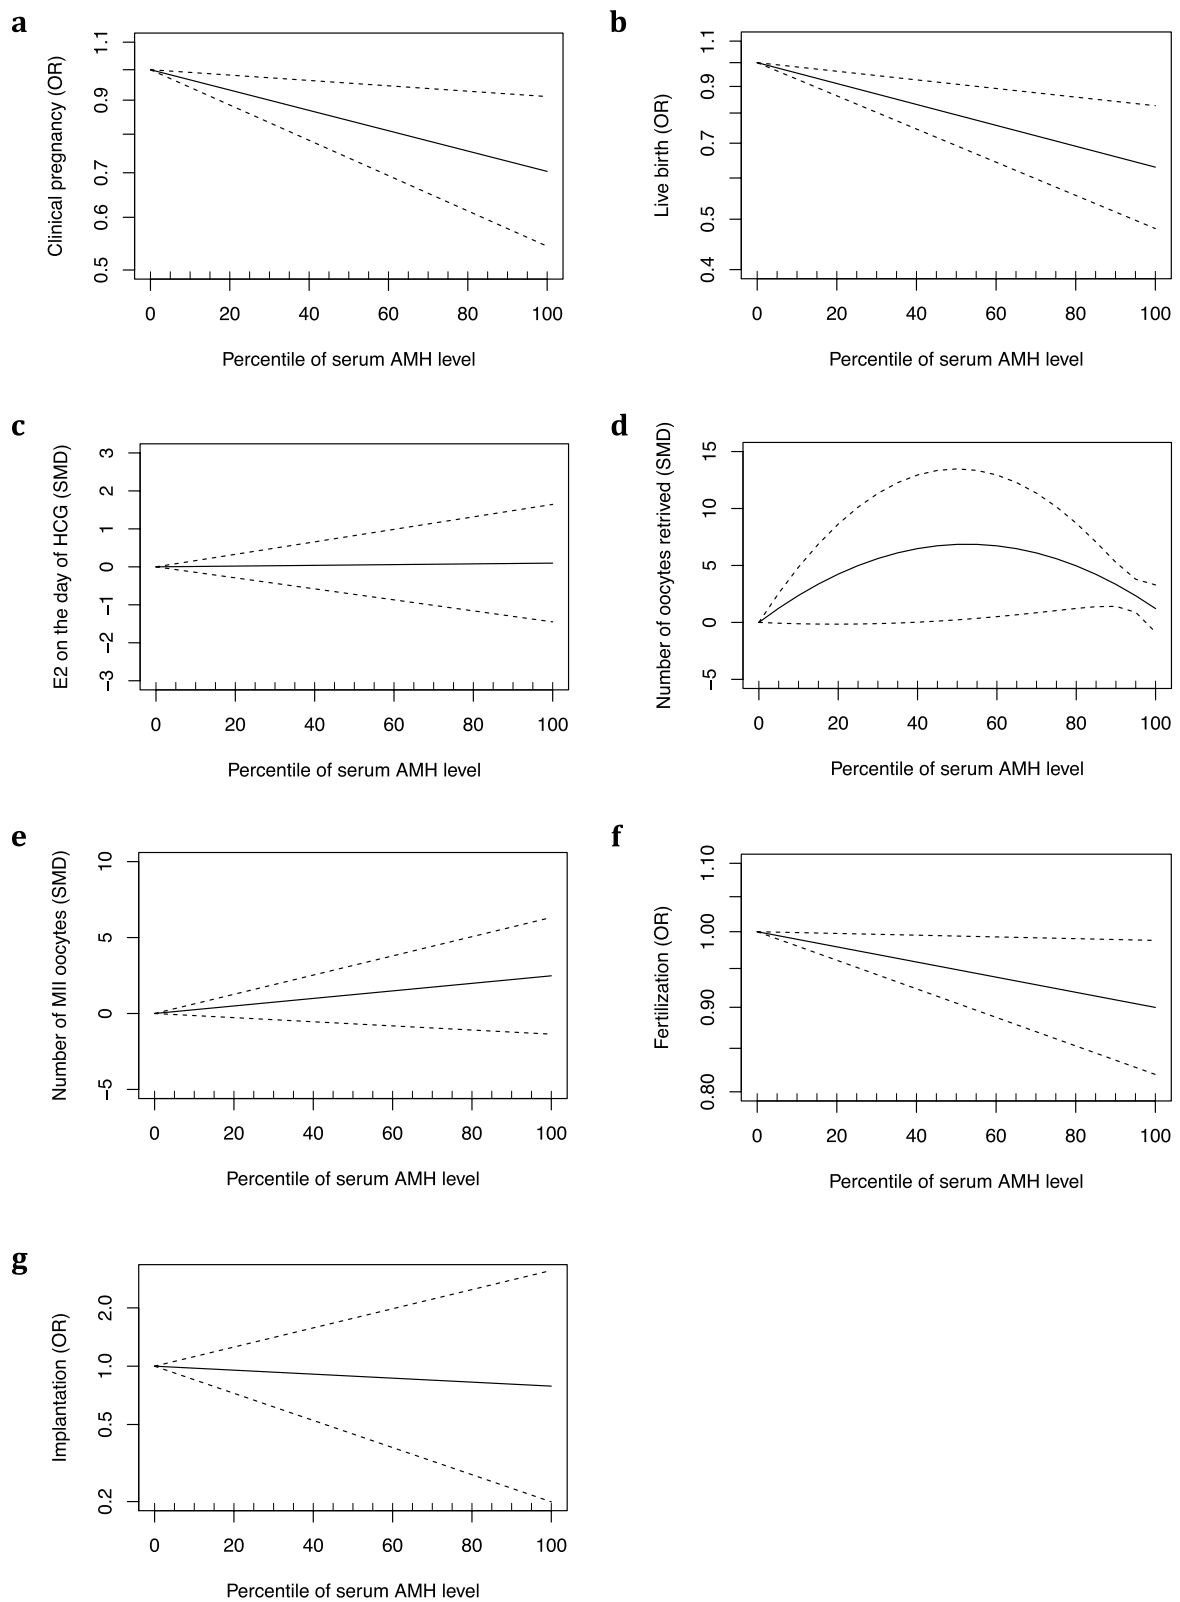 a
Clinical pregnancy (OR)
1.1
0.9
0.7
0.6
0.5
0 20 40 60 80 100
Percentile of serum AMH level
b
Live birth (OR)
1.1
0.9
0.7
0.5
0.4
0 20 40 60 80 100
Percentile of serum AMH level
c
E2 on the day of HCG (SMD)
3
2
1
0
−1
−2
−3
0 20 40 60 80 100
Percentile of serum AMH level
d
Number of oocytes retrived (SMD)
15
10
5
0
−5
0 20 40 60 80 100
Percentile of serum AMH level
e
Number of MII oocytes (SMD)
10
5
0
−5
0 20 40 60 80 100
Percentile of serum AMH level
f
Fertilization (OR)
1.10
1.00
0.90
0.80
0 20 40 60 80 100
Percentile of serum AMH level
g
Implantation (OR)
2.0
1.0
0.5
0.2
0 20 40 60 80 100
Percentile of serum AMH level